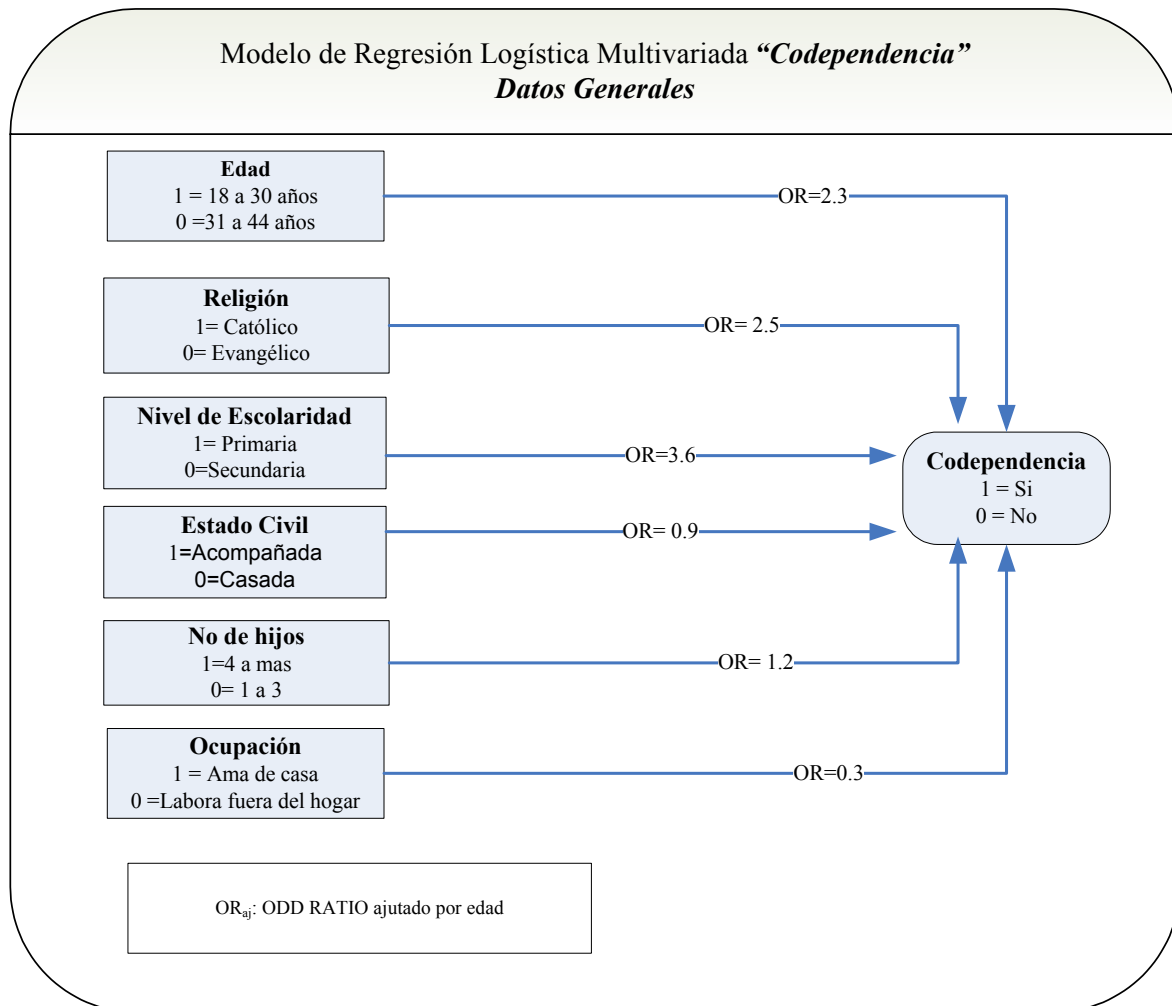 Modelo de Regresión Logística Multivariada “Codependencia”
Datos Generales
Edad
1 = 18 a 30 años
0 =31 a 44 años
OR=2.3
Religión
1= Católico
0= Evangélico
OR= 2.5
Nivel de Escolaridad
1= Primaria
0=Secundaria
OR=3.6
Codependencia
1 = Si
0 = No
Estado Civil
1=Acompañada
0=Casada
OR= 0.9
No de hijos
1=4 a mas
0= 1 a 3
OR= 1.2
Ocupación
1 = Ama de casa
0 =Labora fuera del hogar
OR=0.3
ORaj: ODD RATIO ajutado por edad